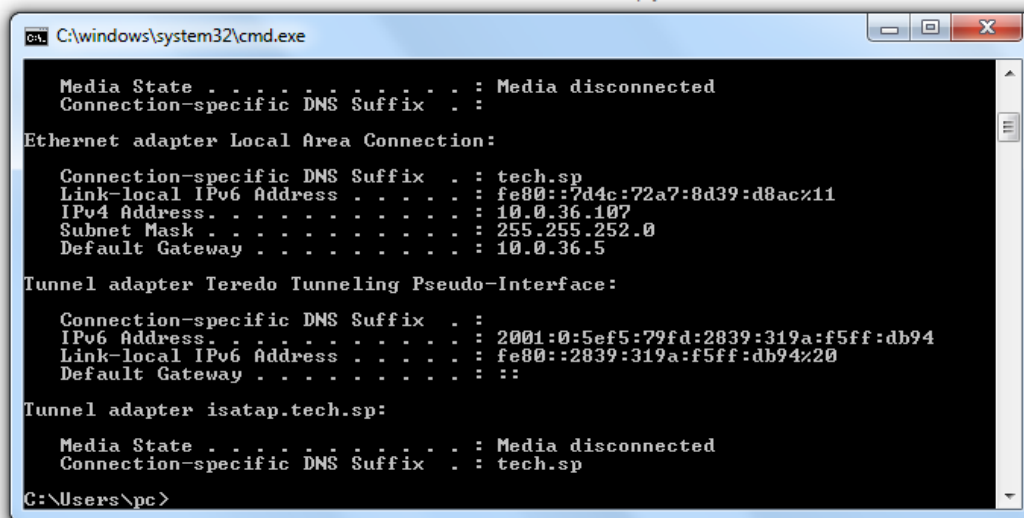 C:\windows\system32\cmd.exe
Media State . . . . . . . . . . . : Media disconnected
Connection-specific DNS Suffix  . :
Ethernet adapter Local Area Connection:
Connection-specific DNS Suffix  . : tech.sp
Link-local IPv6 Address . . . . . : fe80::7d4c:72a7:8d39:d8ac%11
IPv4 Address. . . . . . . . . . . : 10.0.36.107
Subnet Mask . . . . . . . . . . . : 255.255.252.0
Default Gateway . . . . . . . . . : 10.0.36.5
Tunnel adapter Teredo Tunneling Pseudo-Interface:
Connection-specific DNS Suffix  . :
IPv6 Address. . . . . . . . . . . : 2001:0:5ef5:79fd:2839:319a:f5ff:db94
Link-local IPv6 Address . . . . . : fe80::2839:319a:f5ff:db94%20
Default Gateway . . . . . . . . . : ::
Tunnel adapter isatap.tech.sp:
Media State . . . . . . . . . . . : Media disconnected
Connection-specific DNS Suffix  . : tech.sp
C:\Users\pc>